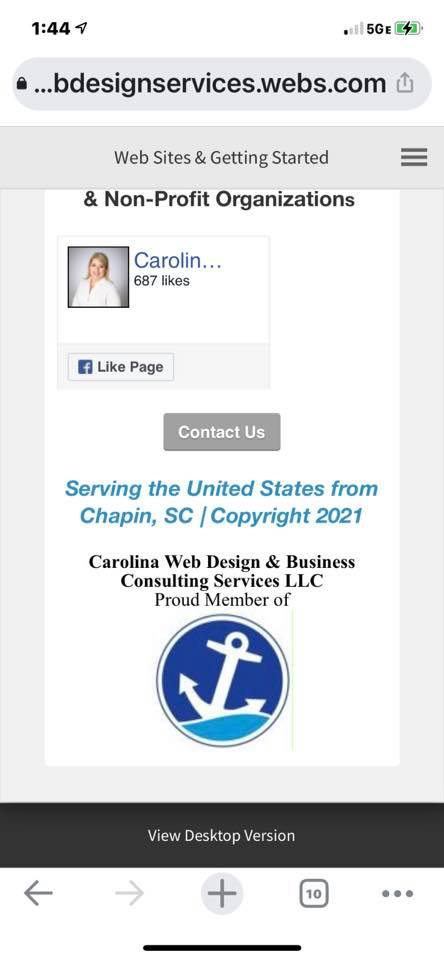 1:44
5GE
...bdesignservices.webs.com
Web Sites & Getting Started
& Non-Profit Organizations
Carolin...
687 likes
f Like Page
Contact Us
Serving the United States from
Chapin, SC | Copyright 2021
Carolina Web Design & Business
Consulting Services LLC
Proud Member of
View Desktop Version
10